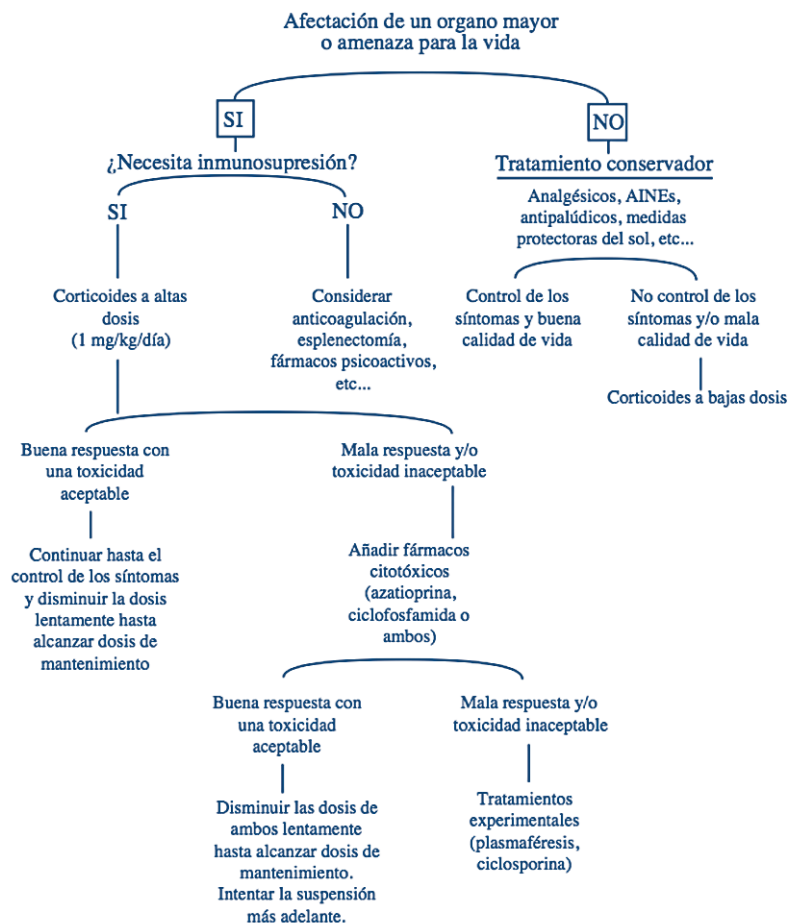 Afectación de un organo mayor
o amenaza para la vida
SI
NO
¿Necesita inmunosupresión?
Tratamiento conservador
Analgésicos, AINEs,
antipalúdicos, medidas
protectoras del sol, etc...
SI
NO
Corticoides a altas
dosis
(1 mg/kg/día)
Considerar
anticoagulación,
esplenectomía,
fármacos psicoactivos,
etc...
Control de los
síntomas y buena
calidad de vida
No control de los
síntomas y/o mala
calidad de vida
Corticoides a bajas dosis
Buena respuesta con
una toxicidad
aceptable
Mala respuesta y/o
toxicidad inaceptable
Continuar hasta el
control de los síntomas
y disminuir la dosis
lentamente hasta
alcanzar dosis de
mantenimiento
Añadir fármacos
citotóxicos
(azatioprina,
ciclofosfamida o
ambos)
Buena respuesta con
una toxicidad
aceptable
Mala respuesta y/o
toxicidad inaceptable
Disminuir las dosis de
ambos lentamente
hasta alcanzar dosis de
mantenimiento.
Intentar la suspensión
más adelante.
Tratamientos
experimentales
(plasmaféresis,
ciclosporina)